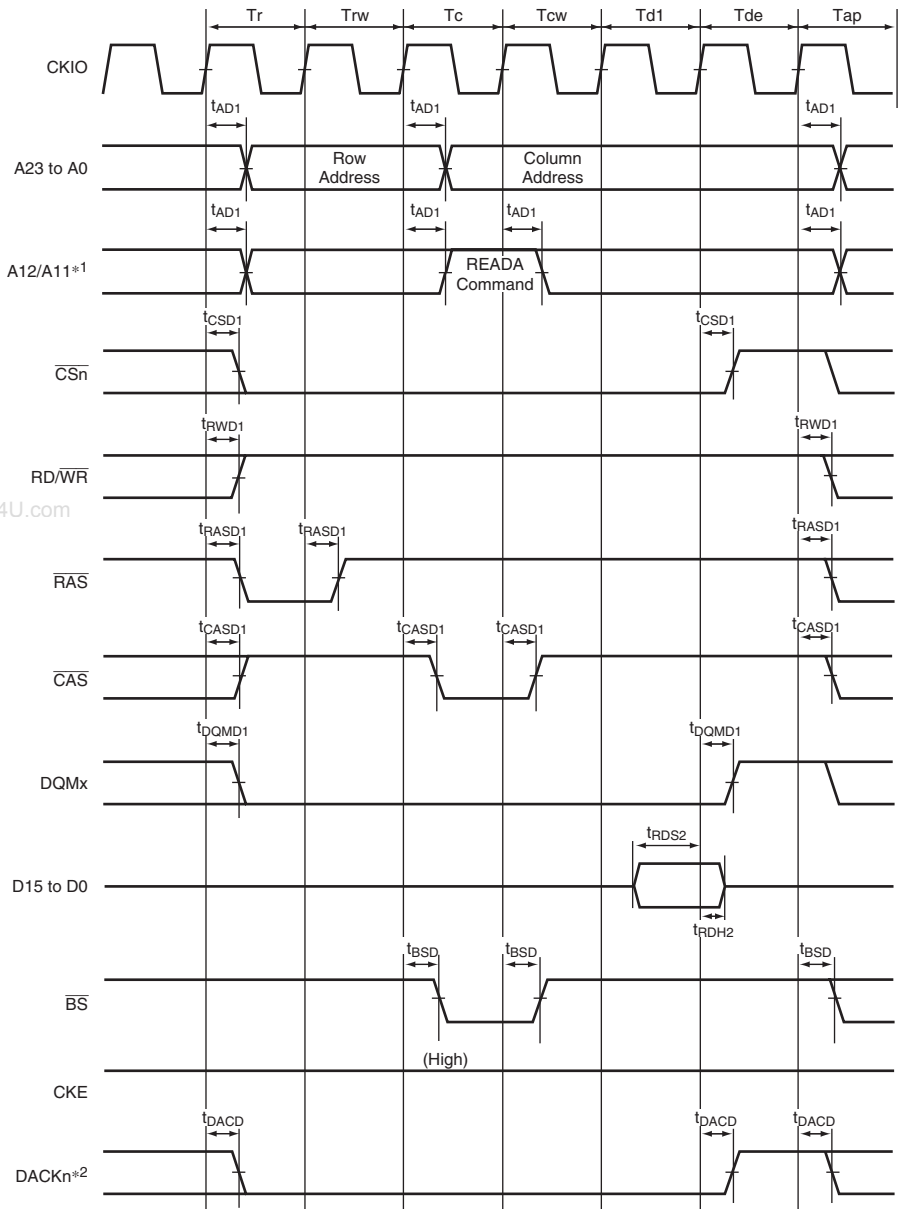 Tr Trw Tc Tcw Td1 Tde Tap
CKIO
tAD1 tAD1 tAD1
A23 to A0
Row Address
Column Address
tAD1 tAD1 tAD1 tAD1
A12/A11*1
READA Command
tCSD1 tCSD1
CSn
tRWD1 tRWD1
RD/WR
4U.com
tRASD1 tRASD1 tRASD1
RAS
tCASD1 tCASD1 tCASD1 tCASD1
CAS
tDQMD1 tDQMD1
DQMx
tRDS2
D15 to D0
tRDH2
tBSD tBSD tBSD
BS
(High)
CKE
tDACD tDACD tDACD
DACKn*2